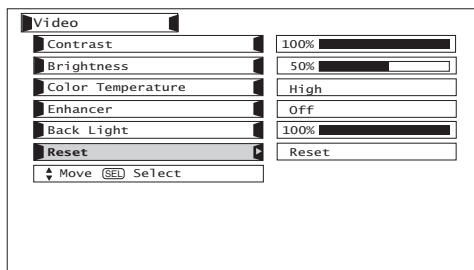 Video
Contrast 100%
Brightness 50%
Color Temperature High
Enhancer Off
Back Light 100%
Reset Reset
Move SEL Select